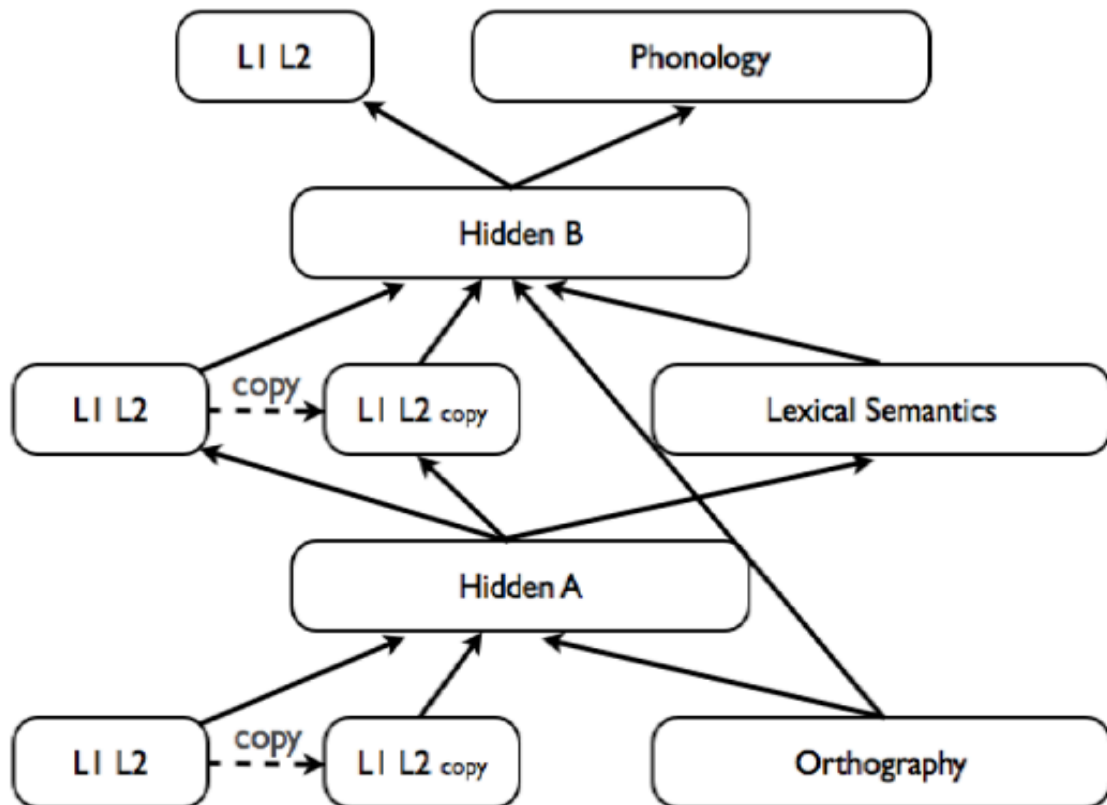 L1 L2
Phonology
Hidden B
copy
L1 L2
L1 L2 copy
Lexical Semantics
Hidden A
copy
L1 L2
L1 L2 copy
Orthography